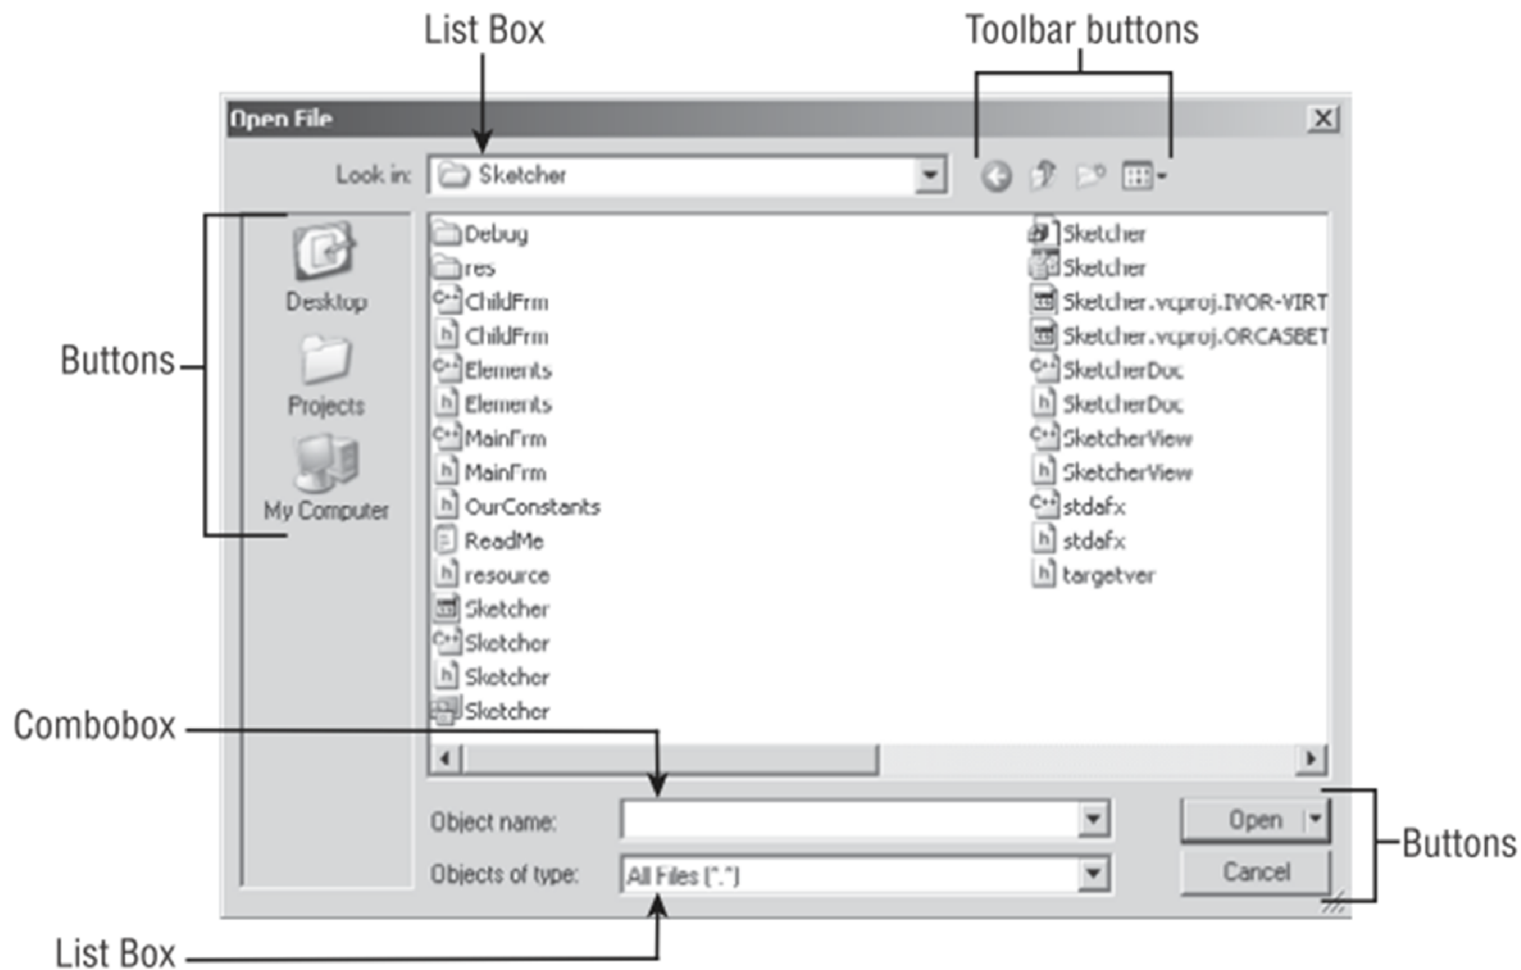 List Box
Toolbar buttons
Open File
Look in:
Sketcher
Buttons
Desktop
Projects
My Computer
Debug
res
ChildFrm
ChildFrm
Elements
Elements
MainFrm
MainFrm
OurConstants
ReadMe
resource
Sketcher
Sketcher
Sketcher
Sketcher
Sketcher
Sketcher
Sketcher.vcproj.IVOR-VIRT
Sketcher.vcproj.ORCASBET
SketcherDoc
SketcherDoc
SketcherView
SketcherView
stdafx
stdafx
targetver
Combobox
Object name:
Open
Objects of type:
All Files (*.*)
Cancel
Buttons
List Box